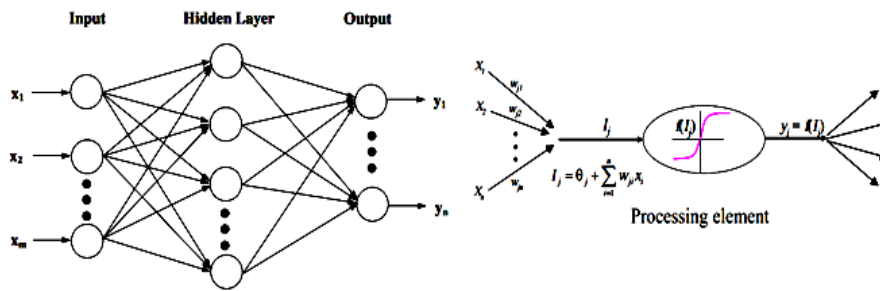 Input
Hidden Layer
Output
x1
x2
xm
y1
yn
X1
X2
Xn
wj1
wj2
wjn
Ij
f(Ij)
yj = f(Ij)
Ij = θj + ∑ i=1 n wji xi
Processing element